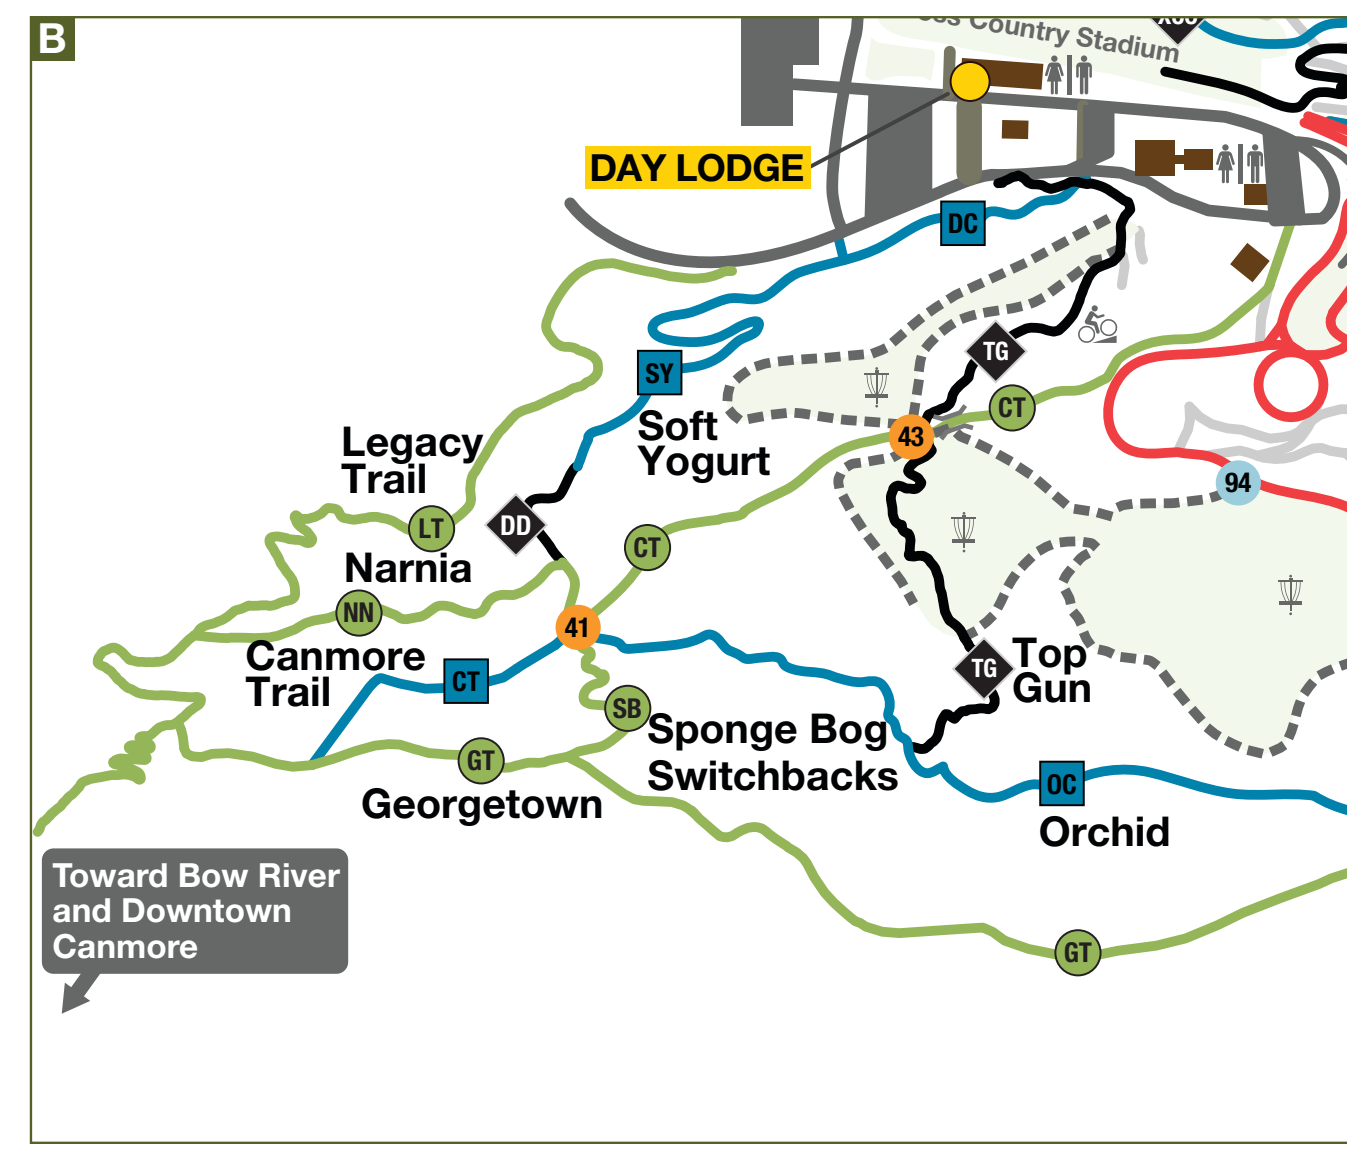 B
Country Stadium
DAY LODGE
DC
TG
SY
CT
43
Soft
Yogurt
Legacy
Trail
94
LT
DD
CT
Narnia
NN
41
Canmore
Trail
CT
TG
Top
Gun
SB
Sponge Bog
Switchbacks
GT
Georgetown
OC
Orchid
Toward Bow River
and Downtown
Canmore
GT